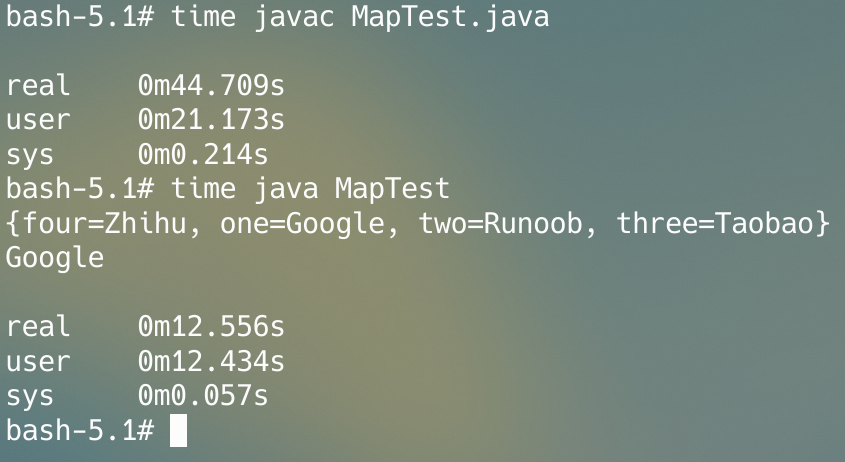 bash-5.1# time javac MapTest.java
real    0m44.709s
user    0m21.173s
sys     0m0.214s
bash-5.1# time java MapTest
{four=Zhihu, one=Google, two=Runoob, three=Taobao}
Google
real    0m12.556s
user    0m12.434s
sys     0m0.057s
bash-5.1#